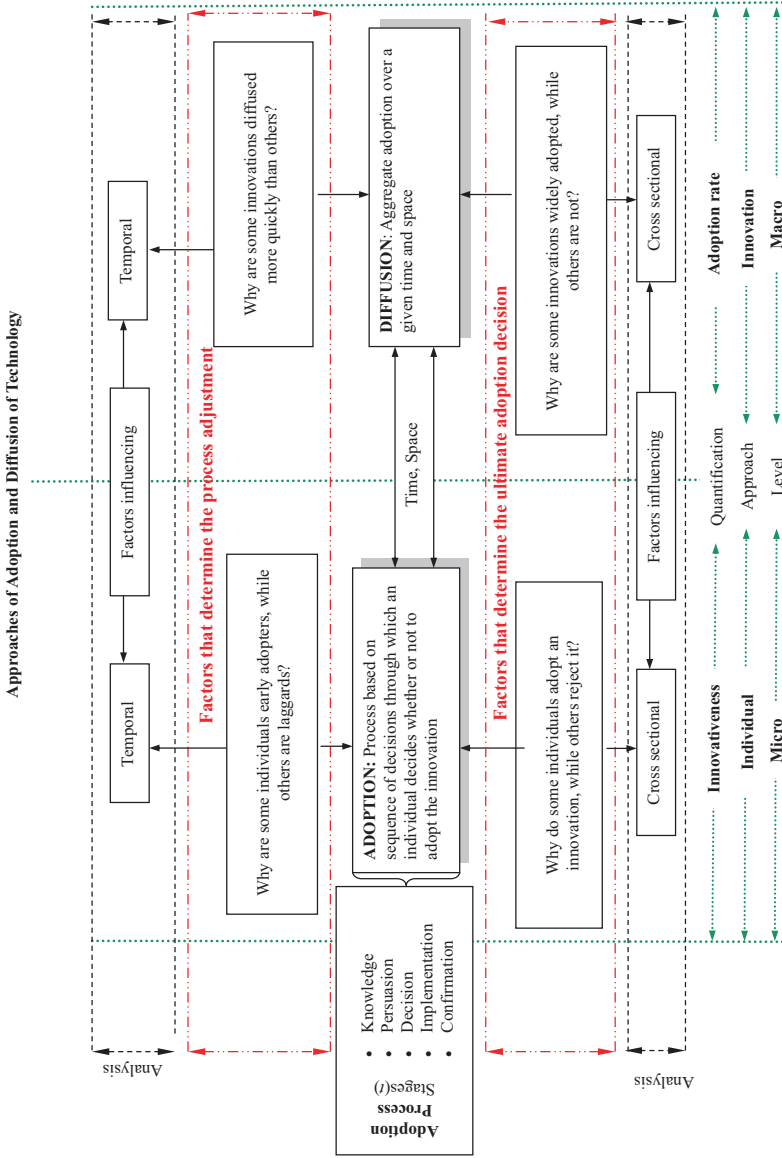 Approaches of Adoption and Diffusion of Technology
Analysis
Temporal
Factors influencing
Temporal
Factors that determine the process adjustment
Why are some individuals early adopters, while
others are laggards?
Why are some innovations diffused
more quickly than others?
Adoption
Process
Stages(t)
• Knowledge
• Persuasion
• Decision
• Implementation
• Confirmation
ADOPTION: Process based on
sequence of decisions through which an
individual decides whether or not to
adopt the innovation
Time, Space
DIFFUSION: Aggregate adoption over a
given time and space
Factors that determine the ultimate adoption decision
Why do some individuals adopt an
innovation, while others reject it?
Why are some innovations widely adopted, while
others are not?
Analysis
Cross sectional
Factors influencing
Cross sectional
Innovativeness
Quantification
Adoption rate
Individual
Approach
Innovation
Micro
Level
Macro